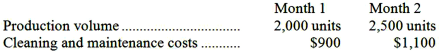 Month 1 Month 2
Production volume ................................. 2,000 units 2,500 units
Cleaning and maintenance costs ........... $900 $1,100